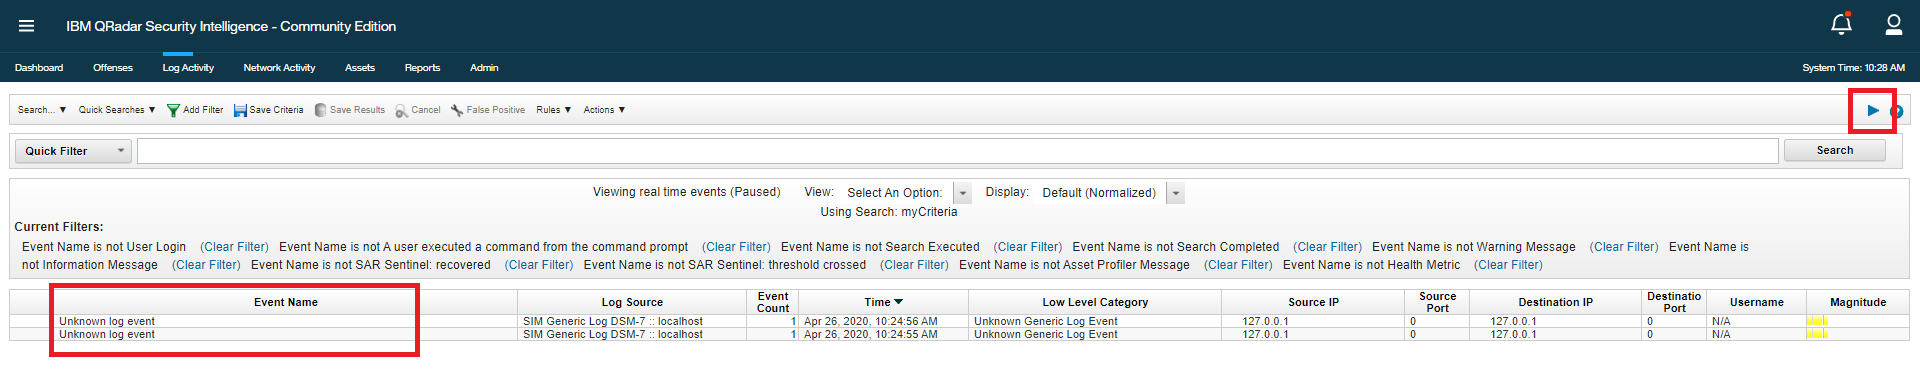 IBM QRadar Security Intelligence - Community Edition
Dashboard Offenses Log Activity Network Activity Assets Reports Admin System Time: 10:28 AM
Search... Quick Searches Add Filter Save Criteria Save Results Cancel False Positive Rules Actions
Quick Filter Search
Viewing real time events (Paused) View: Select An Option: Display: Default (Normalized)
Using Search: myCriteria
Current Filters:
Event Name is not User Login (Clear Filter) Event Name is not A user executed a command from the command prompt (Clear Filter) Event Name is not Search Executed (Clear Filter) Event Name is not Search Completed (Clear Filter) Event Name is not Warning Message (Clear Filter) Event Name is
not Information Message (Clear Filter) Event Name is not SAR Sentinel: recovered (Clear Filter) Event Name is not SAR Sentinel: threshold crossed (Clear Filter) Event Name is not Asset Profiler Message (Clear Filter) Event Name is not Health Metric (Clear Filter)
Event Name Log Source Event Count Time Low Level Category Source IP Source Port Destination IP Destinatio Port Username Magnitude
Unknown log event SIM Generic Log DSM-7 :: localhost 1 Apr 26, 2020, 10:24:56 AM Unknown Generic Log Event 127.0.0.1 0 127.0.0.1 0 N/A
Unknown log event SIM Generic Log DSM-7 :: localhost 1 Apr 26, 2020, 10:24:55 AM Unknown Generic Log Event 127.0.0.1 0 127.0.0.1 0 N/A